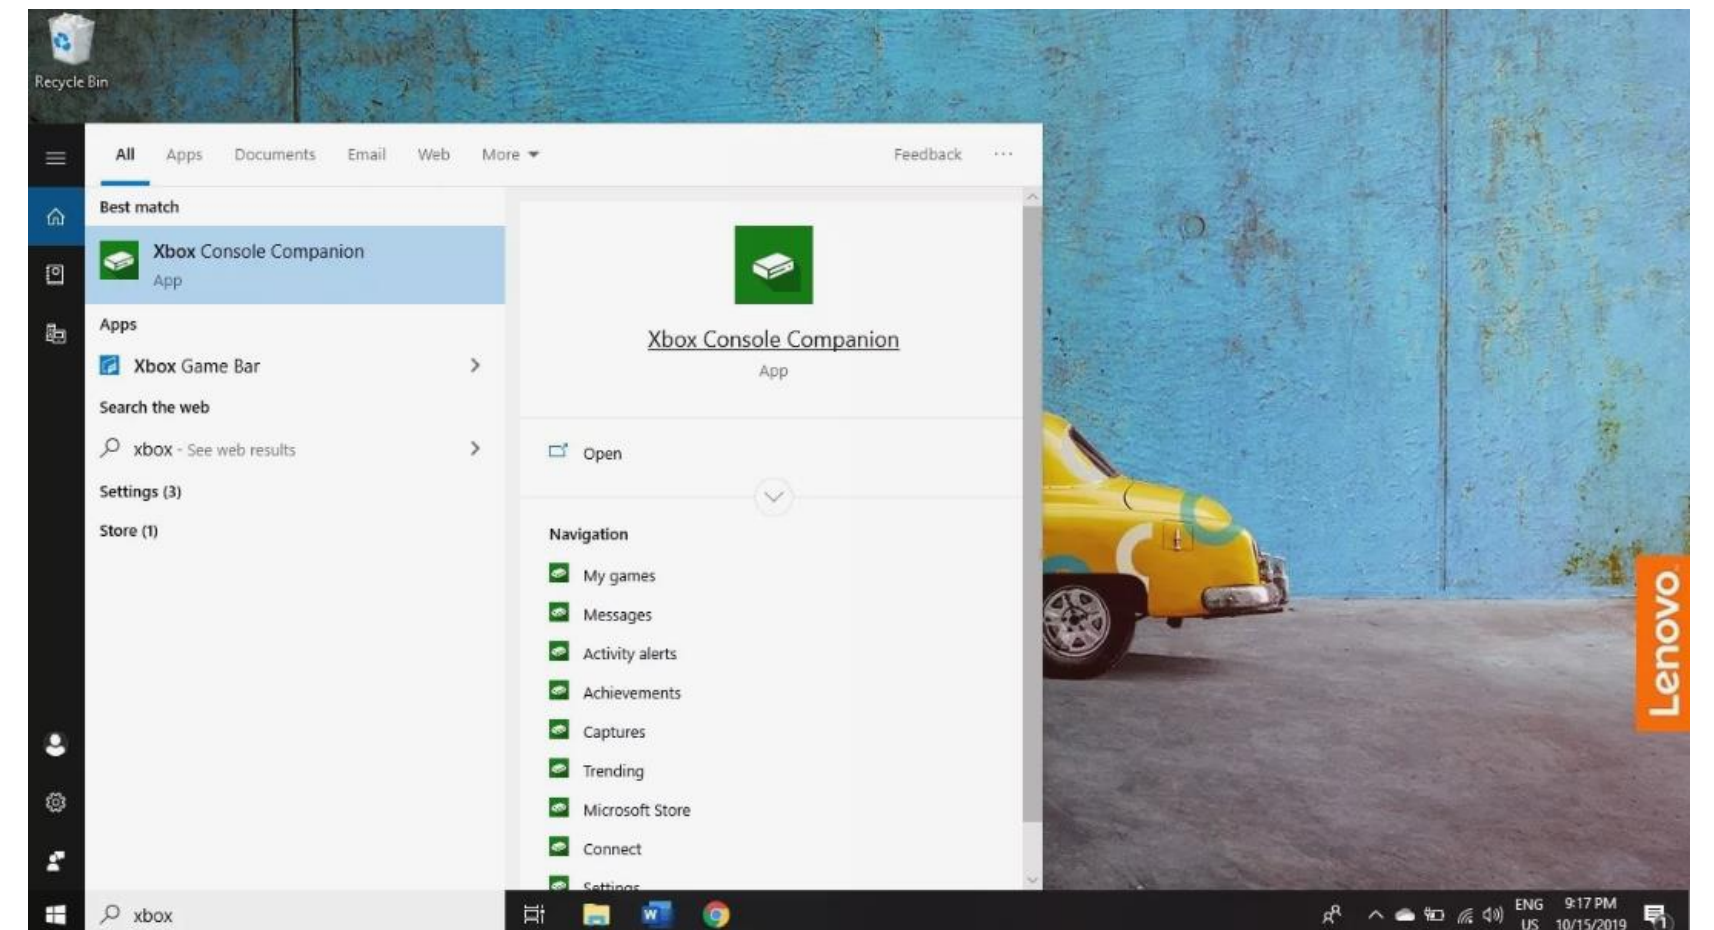 Recycle Bin
All Apps Documents Email Web More Feedback ...
Best match
Xbox Console Companion
App
Apps
Xbox Game Bar
Search the web
xbox - See web results
Settings (3)
Store (1)
Xbox Console Companion
App
Open
Navigation
My games
Messages
Activity alerts
Achievements
Captures
Trending
Microsoft Store
Connect
Settings
Lenovo
xbox
W
ENG
US
9:17 PM
10/15/2019
1